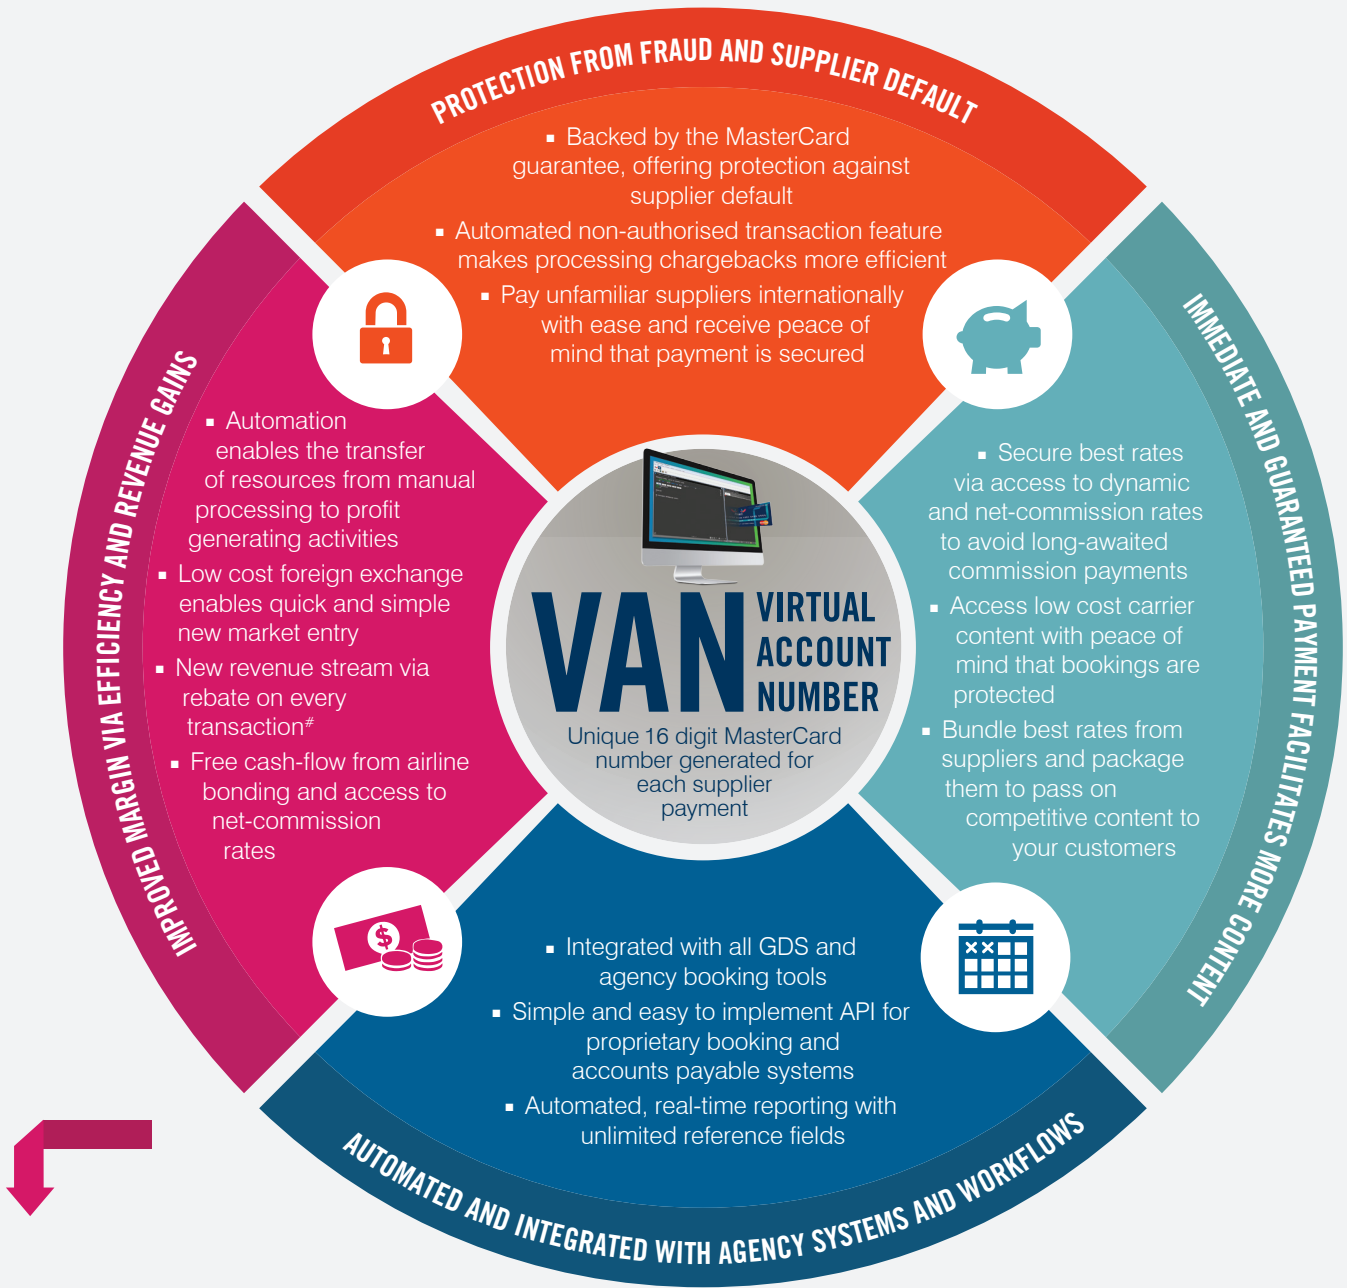 PROTECTION FROM FRAUD AND SUPPLIER DEFAULT
▪ Backed by the MasterCard
guarantee, offering protection against
supplier default
▪ Automated non-authorised transaction feature
makes processing chargebacks more efficient
▪ Pay unfamiliar suppliers internationally
with ease and receive peace of
mind that payment is secured
IMMEDIATE AND GUARANTEED PAYMENT FACILITATES MORE CONTENT
▪ Secure best rates
via access to dynamic
and net-commission rates
to avoid long-awaited
commission payments
▪ Access low cost carrier
content with peace of
mind that bookings are
protected
▪ Bundle best rates from
suppliers and package
them to pass on
competitive content to
your customers
AUTOMATED AND INTEGRATED WITH AGENCY SYSTEMS AND WORKFLOWS
▪ Integrated with all GDS and
agency booking tools
▪ Simple and easy to implement API for
proprietary booking and
accounts payable systems
▪ Automated, real-time reporting with
unlimited reference fields
IMPROVED MARGIN VIA EFFICIENCY AND REVENUE GAINS
▪ Automation
enables the transfer
of resources from manual
processing to profit
generating activities
▪ Low cost foreign exchange
enables quick and simple
new market entry
▪ New revenue stream via
rebate on every
transaction#
▪ Free cash-flow from airline
bonding and access to
net-commission
rates
$
VAN
VIRTUAL
ACCOUNT
NUMBER
Unique 16 digit MasterCard
number generated for
each supplier
payment